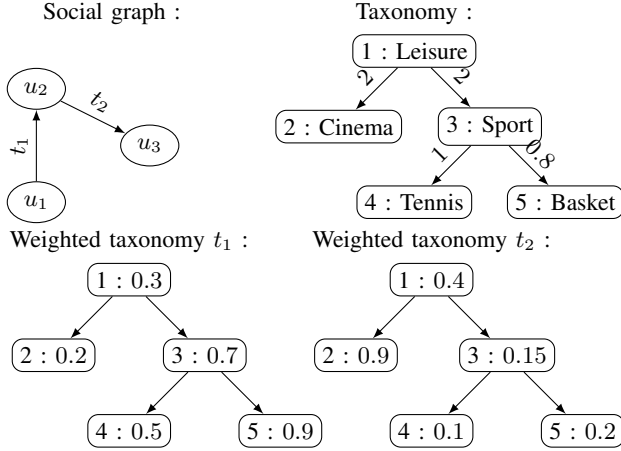 Social graph :
u₂
t₂
u₃
t₁
u₁
Taxonomy :
1 : Leisure
2
2
2 : Cinema
3 : Sport
1
0.8
4 : Tennis
5 : Basket
Weighted taxonomy t₁ :
1 : 0.3
2 : 0.2
3 : 0.7
4 : 0.5
5 : 0.9
Weighted taxonomy t₂ :
1 : 0.4
2 : 0.9
3 : 0.15
4 : 0.1
5 : 0.2